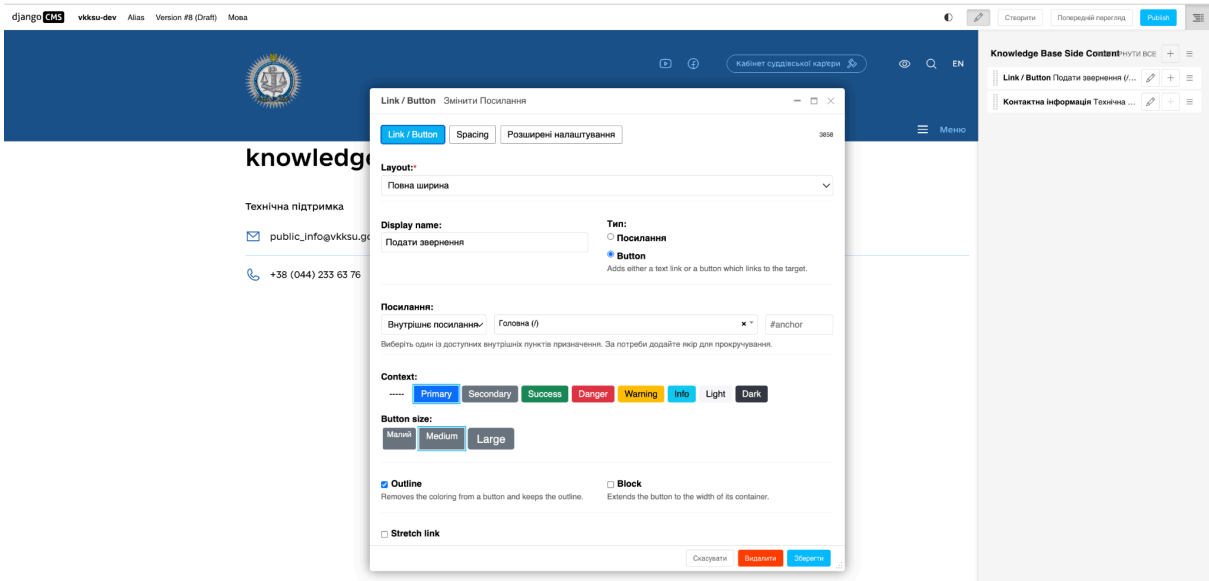 django CMS vkksu-dev Alias Version #8 (Draft) Мова Створити Попередній перегляд Publish
Knowledge Base Side Content
ВСЕ
Link / Button Подати звернення (/...
Контактна інформація Технічна ...
Кабінет суддівської кар'єри
EN
Меню
knowledg
Технічна підтримка
public_info@vkksu.go
+38 (044) 233 63 76
Link / Button Змінити Посилання
Link / Button Spacing Розширені налаштування 3858
Layout:*
Повна ширина
Display name:
Подати звернення
Тип:
Посилання
Button
Adds either a text link or a button which links to the target.
Посилання:
Внутрішнє посилання Головна (/) × #anchor
Виберіть один із доступних внутрішніх пунктів призначення. За потреби додайте якір для прокручування.
Context:
----- Primary Secondary Success Danger Warning Info Light Dark
Button size:
Малий Medium Large
Outline
Removes the coloring from a button and keeps the outline.
Block
Extends the button to the width of its container.
Stretch link
Скасувати Видалити Зберегти